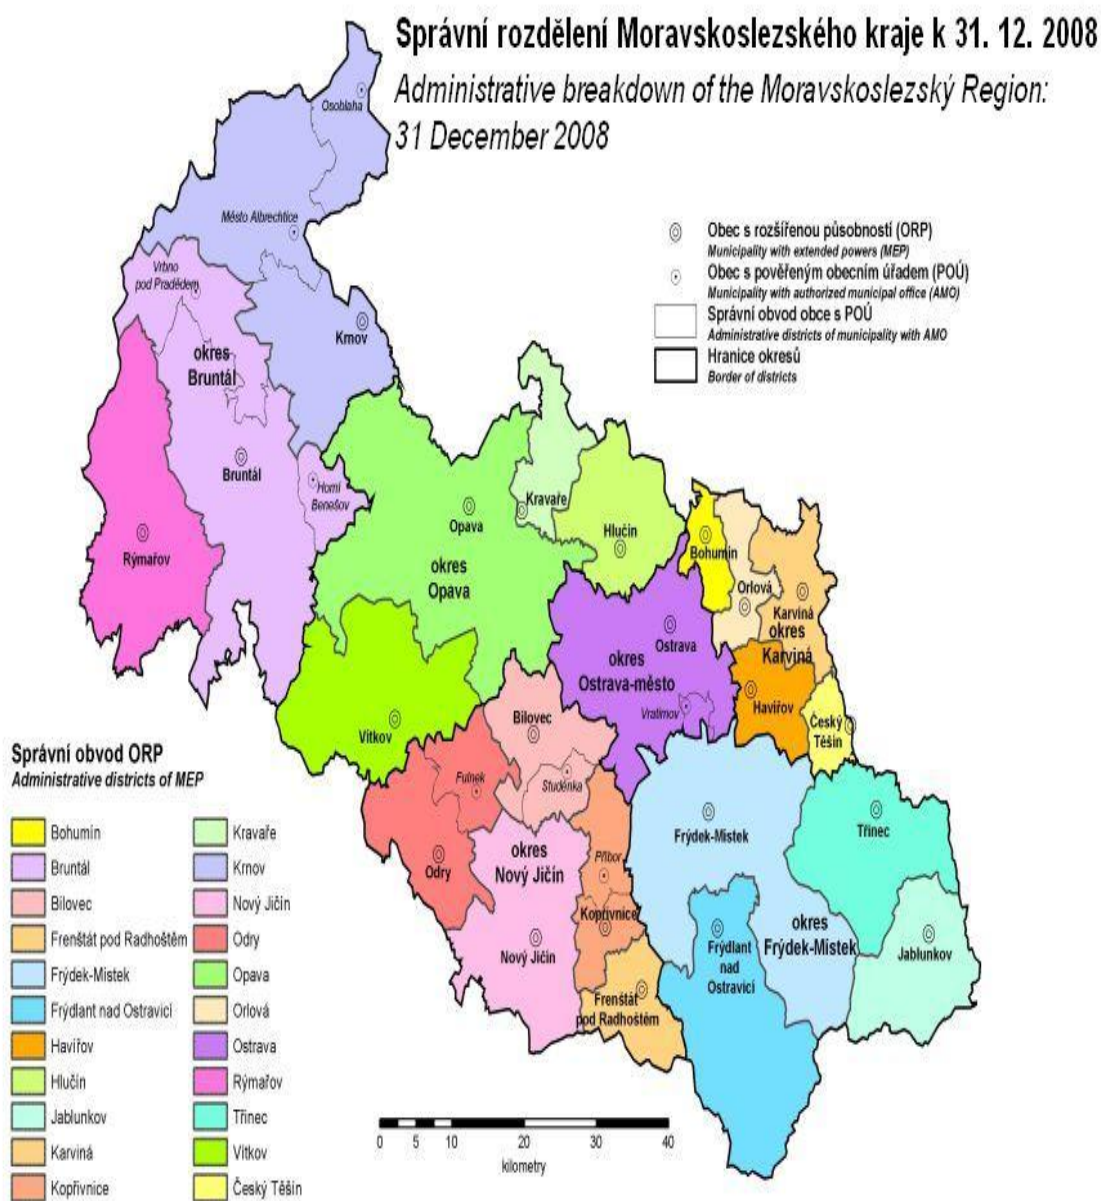 Správní rozdělení Moravskoslezského kraje k 31. 12. 2008
Administrative breakdown of the Moravskoslezský Region:
31 December 2008
Obec s rozšířenou působností (ORP)
Municipality with extended powers (MEP)
Obec s pověřeným obecním úřadem (POÚ)
Municipality with authorized municipal office (AMO)
Správní obvod obce s POÚ
Administrative districts of municipality with AMO
Hranice okresů
Border of districts
Osoblaha
Město Albrechtice
Vrbno
pod Pradědem
Krnov
okres
Bruntál
Bruntál
Horní
Benešov
Rýmařov
Opava
Kravaře
Hlučín
okres
Opava
Bohumín
Orlová
Karviná
okres
Karviná
Ostrava
okres
Ostrava-město
Vratimov
Havířov
Český
Těšín
Vítkov
Bílovec
Studénka
Fulnek
Odry
okres
Nový Jičín
Nový Jičín
Příbor
Kopřivnice
Frenštát
pod Radhoštěm
Frýdek-Místek
Frýdlant
nad
Ostravicí
okres
Frýdek-Místek
Třinec
Jablunkov
Správní obvod ORP
Administrative districts of MEP
Bohumín
Bruntál
Bílovec
Frenštát pod Radhoštěm
Frýdek-Místek
Frýdlant nad Ostravicí
Havířov
Hlučín
Jablunkov
Karviná
Kopřivnice
Kravaře
Krnov
Nový Jičín
Odry
Opava
Orlová
Ostrava
Rýmařov
Třinec
Vítkov
Český Těšín
0 5 10 20 30 40
kilometry